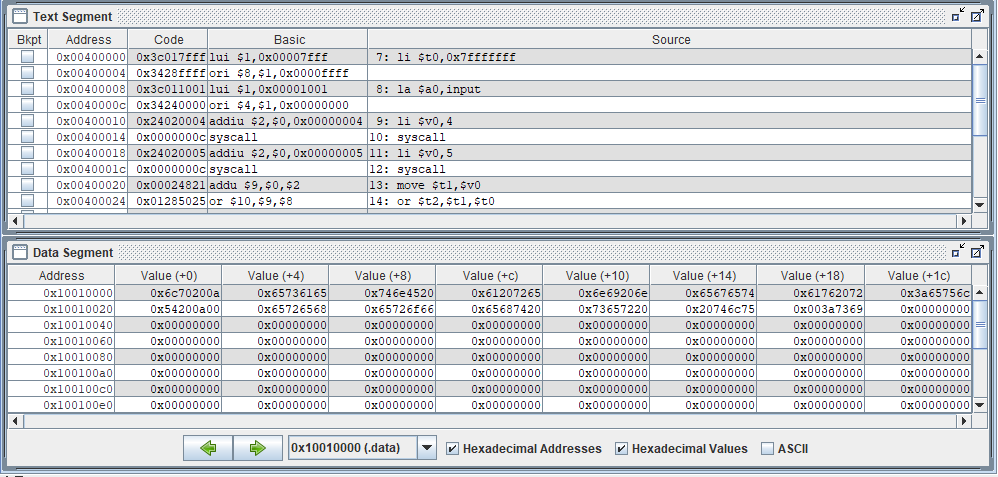 Text Segment
Bkpt Address Code Basic Source
0x00400000 0x3c017fff lui $1,0x00007fff 7: li $t0,0x7fffffff
0x00400004 0x3428ffff ori $8,$1,0x0000ffff
0x00400008 0x3c011001 lui $1,0x00001001 8: la $a0,input
0x0040000c 0x34240000 ori $4,$1,0x00000000
0x00400010 0x24020004 addiu $2,$0,0x00000004 9: li $v0,4
0x00400014 0x0000000c syscall 10: syscall
0x00400018 0x24020005 addiu $2,$0,0x00000005 11: li $v0,5
0x0040001c 0x0000000c syscall 12: syscall
0x00400020 0x00024821 addu $9,$0,$2 13: move $t1,$v0
0x00400024 0x01285025 or $10,$9,$8 14: or $t2,$t1,$t0
Data Segment
Address Value (+0) Value (+4) Value (+8) Value (+c) Value (+10) Value (+14) Value (+18) Value (+1c)
0x10010000 0x6c70200a 0x65736165 0x746e4520 0x61207265 0x6e69206e 0x65676574 0x61762072 0x3a65756c
0x10010020 0x54200a00 0x65726568 0x65726f66 0x65687420 0x73657220 0x20746c75 0x003a7369 0x00000000
0x10010040 0x00000000 0x00000000 0x00000000 0x00000000 0x00000000 0x00000000 0x00000000 0x00000000
0x10010060 0x00000000 0x00000000 0x00000000 0x00000000 0x00000000 0x00000000 0x00000000 0x00000000
0x10010080 0x00000000 0x00000000 0x00000000 0x00000000 0x00000000 0x00000000 0x00000000 0x00000000
0x100100a0 0x00000000 0x00000000 0x00000000 0x00000000 0x00000000 0x00000000 0x00000000 0x00000000
0x100100c0 0x00000000 0x00000000 0x00000000 0x00000000 0x00000000 0x00000000 0x00000000 0x00000000
0x100100e0 0x00000000 0x00000000 0x00000000 0x00000000 0x00000000 0x00000000 0x00000000 0x00000000
0x10010000 (.data) Hexadecimal Addresses Hexadecimal Values ASCII